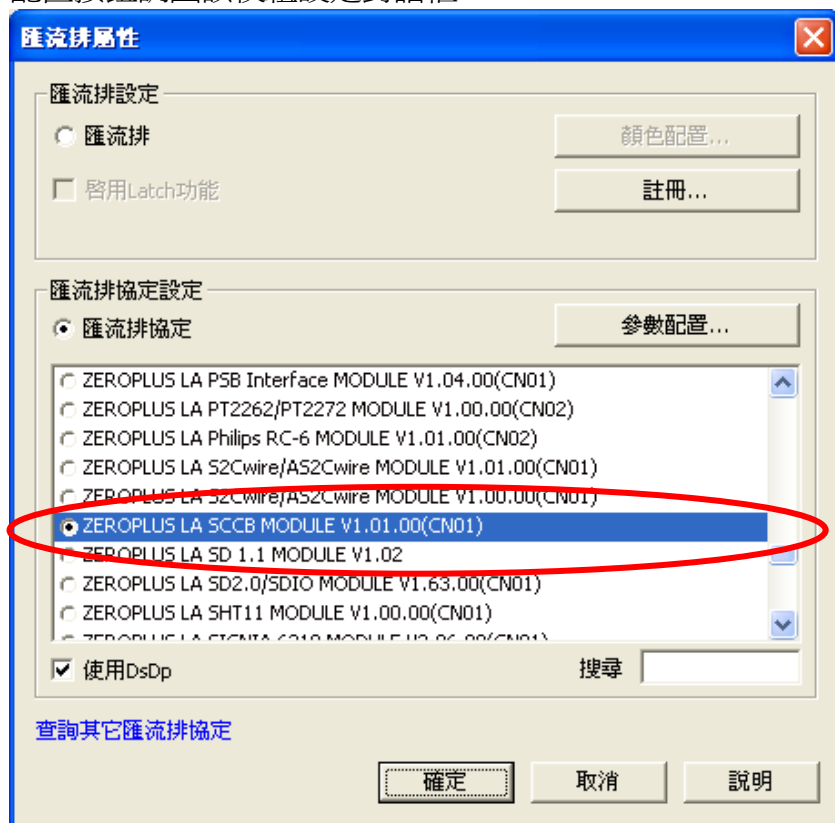 匯流排屬性
匯流排設定
匯流排
顏色配置...
啓用Latch功能
註冊...
匯流排協定設定
匯流排協定
參數配置...
ZEROPLUS LA PSB Interface MODULE V1.04.00(CN01)
ZEROPLUS LA PT2262/PT2272 MODULE V1.00.00(CN02)
ZEROPLUS LA Philips RC-6 MODULE V1.01.00(CN02)
ZEROPLUS LA S2Cwire/AS2Cwire MODULE V1.01.00(CN01)
ZEROPLUS LA S2Cwire/AS2Cwire MODULE V1.00.00(CN01)
ZEROPLUS LA SCCB MODULE V1.01.00(CN01)
ZEROPLUS LA SD 1.1 MODULE V1.02
ZEROPLUS LA SD2.0/SDIO MODULE V1.63.00(CN01)
ZEROPLUS LA SHT11 MODULE V1.00.00(CN01)
使用DsDp
搜尋
查詢其它匯流排協定
確定
取消
說明